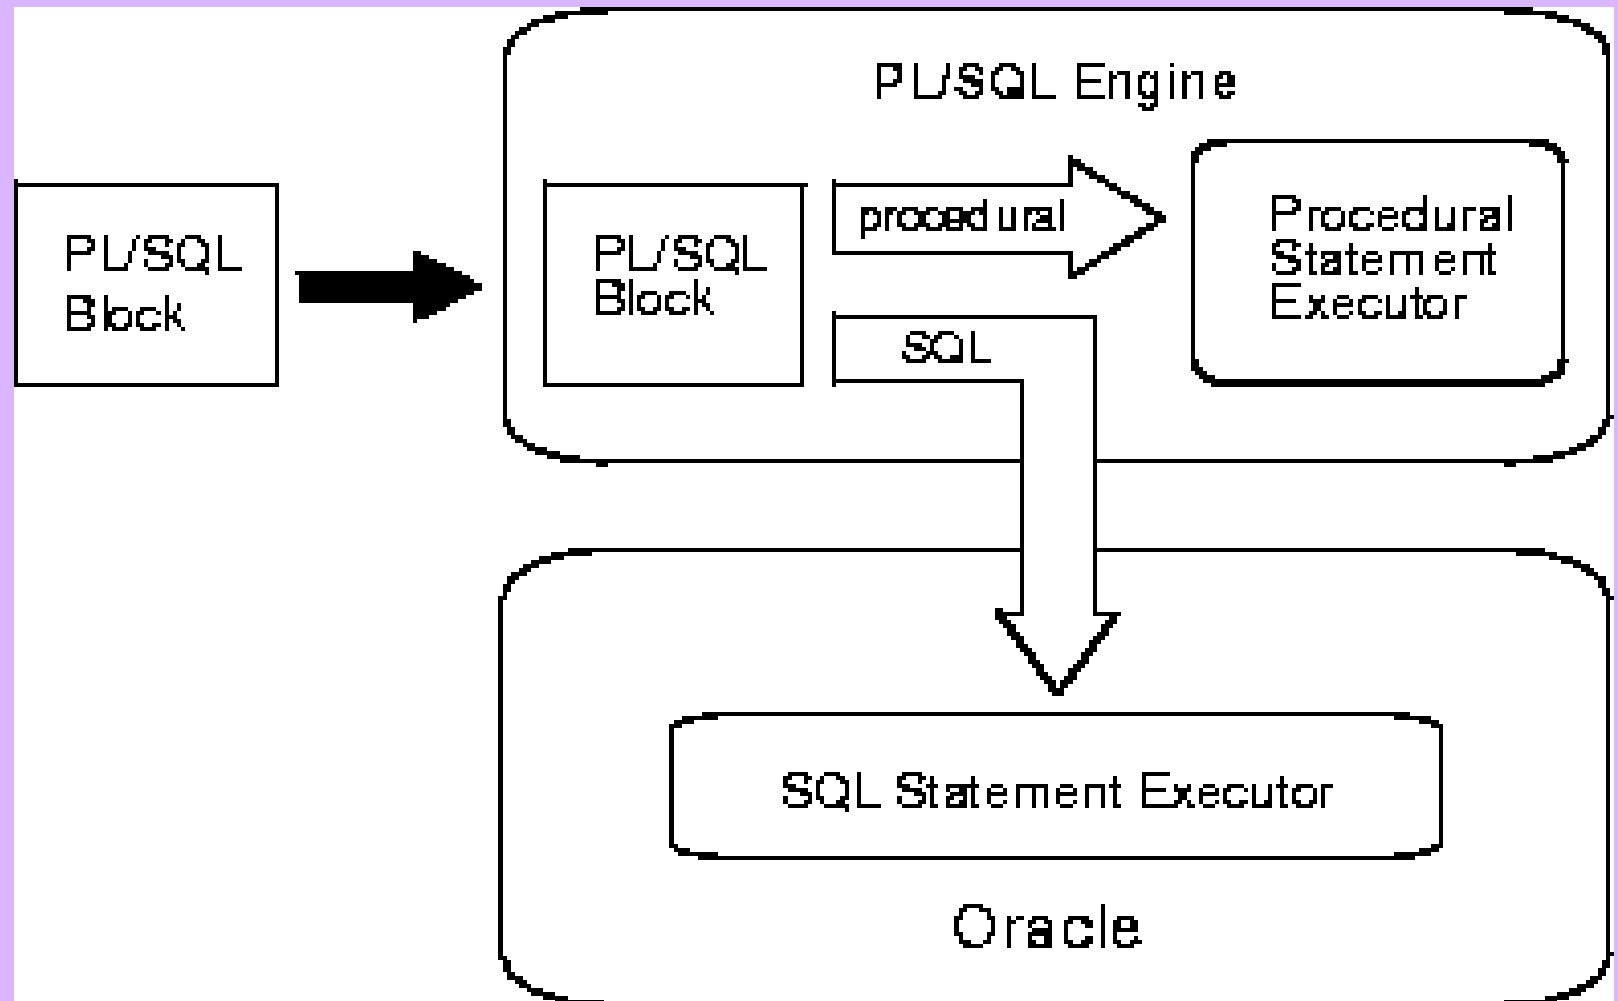 PL/SQL Engine
PL/SQL
Block
PL/SQL
Block
procedural
SQL
Procedural
Statement
Executor
SQL Statement Executor
Oracle